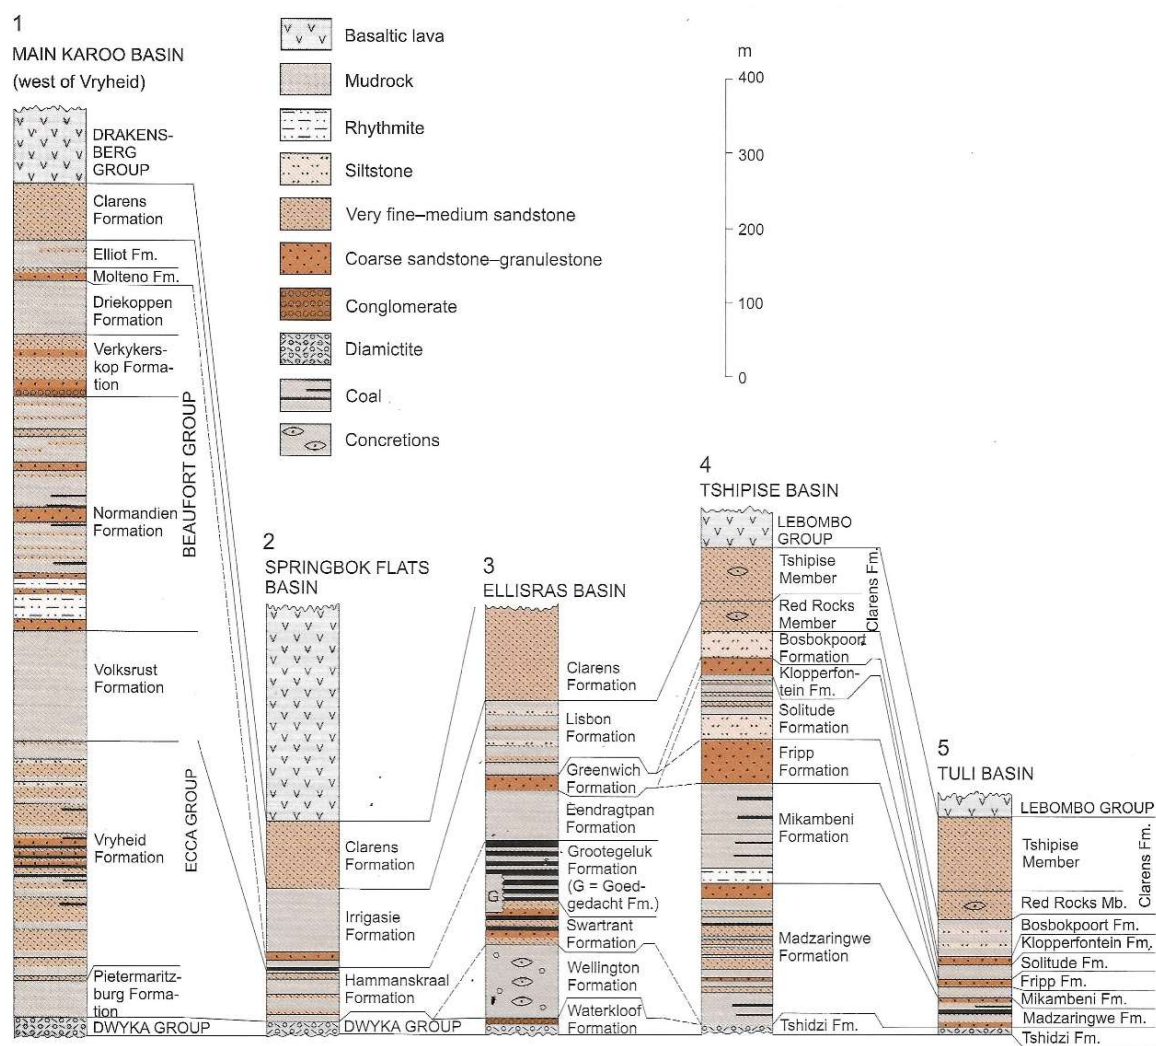 1
MAIN KAROO BASIN
(west of Vryheid)
DRAKENS-
BERG
GROUP
Clarens
Formation
Elliot Fm.
Molteno Fm.
Driekoppen
Formation
Verkykers-
kop Forma-
tion
BEAUFORT GROUP
Normandien
Formation
Volksrust
Formation
ECCA GROUP
Vryheid
Formation
Pietermaritz-
burg Forma-
tion
DWYKA GROUP
Basaltic lava
Mudrock
Rhythmite
Siltstone
Very fine–medium sandstone
Coarse sandstone–granulestone
Conglomerate
Diamictite
Coal
Concretions
m
400
300
200
100
0
2
SPRINGBOK FLATS
BASIN
Clarens
Formation
Irrigasie
Formation
Hammanskraal
Formation
DWYKA GROUP
3
ELLISRAS BASIN
Clarens
Formation
Lisbon
Formation
Greenwich
Formation
Eendragtpan
Formation
Grootegeluk
Formation
(G = Goed-
gedacht Fm.)
G
Swartrant
Formation
Wellington
Formation
Waterkloof
Formation
4
TSHIPISE BASIN
LEBOMBO
GROUP
Tshipise
Member
Red Rocks
Member
Clarens Fm.
Bosbokpoort
Formation
Klopperfon-
tein Fm.
Solitude
Formation
Fripp
Formation
Mikambeni
Formation
Madzaringwe
Formation
Tshidzi Fm.
5
TULI BASIN
LEBOMBO GROUP
Tshipise
Member
Red Rocks Mb.
Clarens Fm.
Bosbokpoort Fm.
Klopperfontein Fm.
Solitude Fm.
Fripp Fm.
Mikambeni Fm.
Madzaringwe Fm.
Tshidzi Fm.